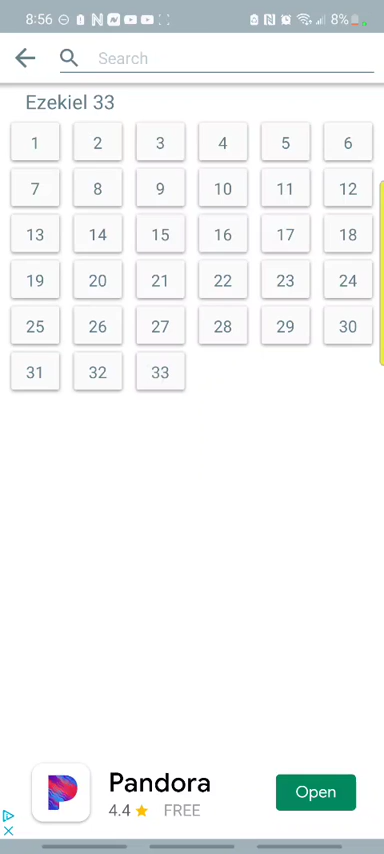 8:56 8%
Search
Ezekiel 33
1 2 3 4 5 6
7 8 9 10 11 12
13 14 15 16 17 18
19 20 21 22 23 24
25 26 27 28 29 30
31 32 33
Pandora
4.4 FREE
Open